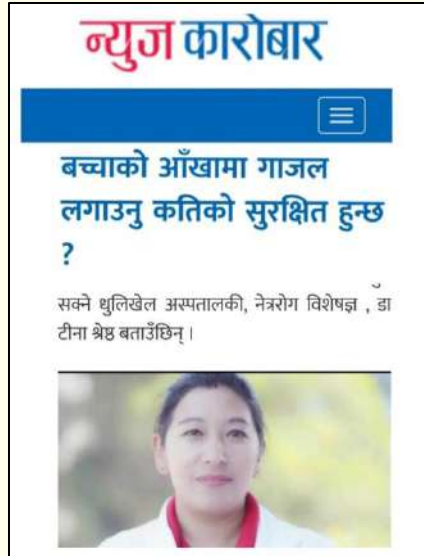 न्युज कारोबार
बच्चाको आँखामा गाजल
लगाउनु कतिको सुरक्षित हुन्छ
?
सक्ने धुलिखेल अस्पतालकी, नेत्ररोग विशेषज्ञ , डा
टीना श्रेष्ठ बताउँछिन् ।